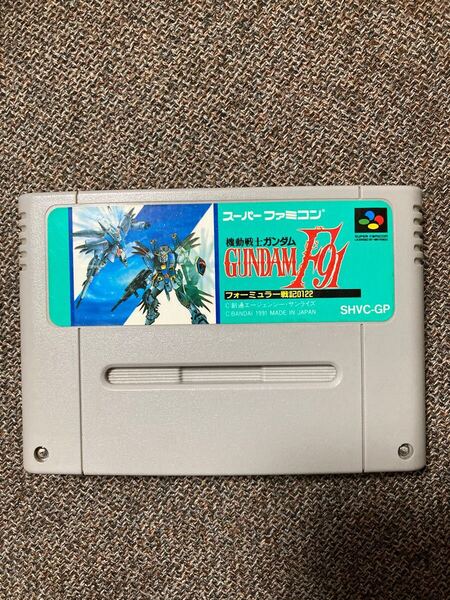 スーパーファミコン
機動戦士ガンダム
GUNDAM F91
フォーミュラー戦記0122
©創通エージェンシー・サンライズ
©BANDAI 1991 MADE IN JAPAN
SUPER FAMICOM
SHVC-GP